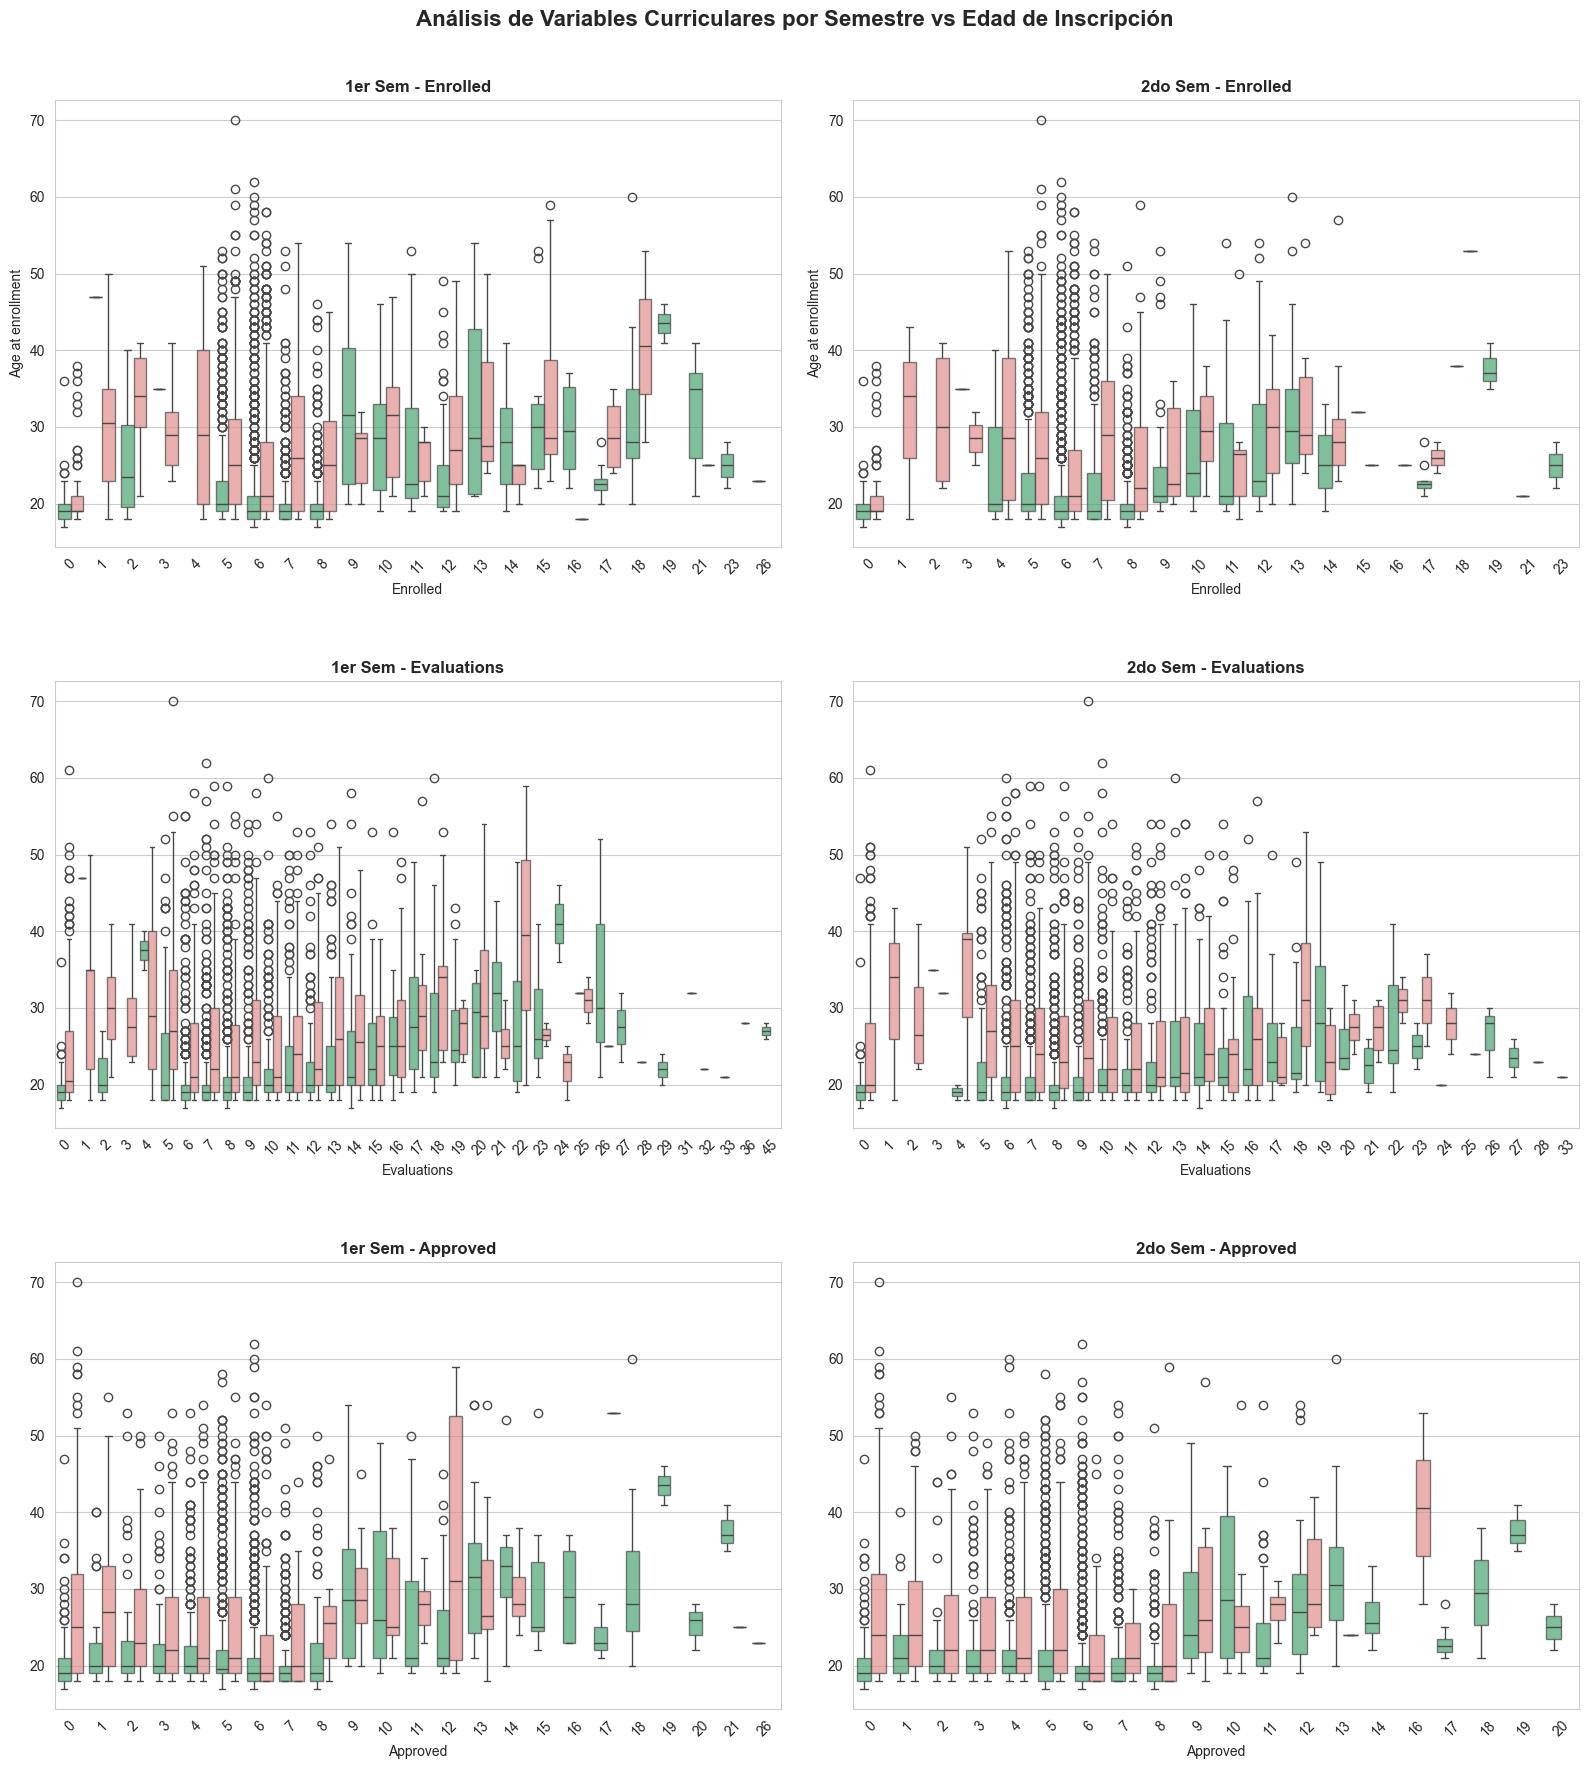 Análisis de Variables Curriculares por Semestre vs Edad de Inscripción
1er Sem - Enrolled
70
60
50
40
30
20
Age at enrollment
0 1 2 3 4 5 6 7 8 9 10 11 12 13 14 15 16 17 18 19 21 23 26
Enrolled
2do Sem - Enrolled
70
60
50
40
30
20
Age at enrollment
0 1 2 3 4 5 6 7 8 9 10 11 12 13 14 15 16 17 18 19 21 23
Enrolled
1er Sem - Evaluations
70
60
50
40
30
20
0 1 2 3 4 5 6 7 8 9 10 11 12 13 14 15 16 17 18 19 20 21 22 23 24 25 26 27 28 29 31 32 33 36 45
Evaluations
2do Sem - Evaluations
70
60
50
40
30
20
0 1 2 3 4 5 6 7 8 9 10 11 12 13 14 15 16 17 18 19 20 21 22 23 24 25 26 27 28 33
Evaluations
1er Sem - Approved
70
60
50
40
30
20
0 1 2 3 4 5 6 7 8 9 10 11 12 13 14 15 16 17 18 19 20 21 26
Approved
2do Sem - Approved
70
60
50
40
30
20
0 1 2 3 4 5 6 7 8 9 10 11 12 13 14 16 17 18 19 20
Approved